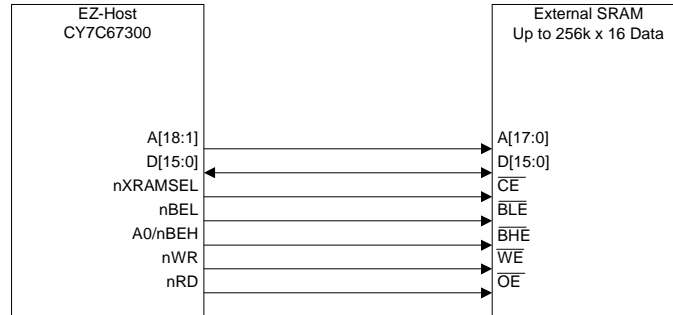 EZ-Host
CY7C67300
External SRAM
Up to 256k x 16 Data
A[18:1]
A[17:0]
D[15:0]
D[15:0]
nXRAMSEL
CE
nBEL
BLE
A0/nBEH
BHE
nWR
WE
nRD
OE